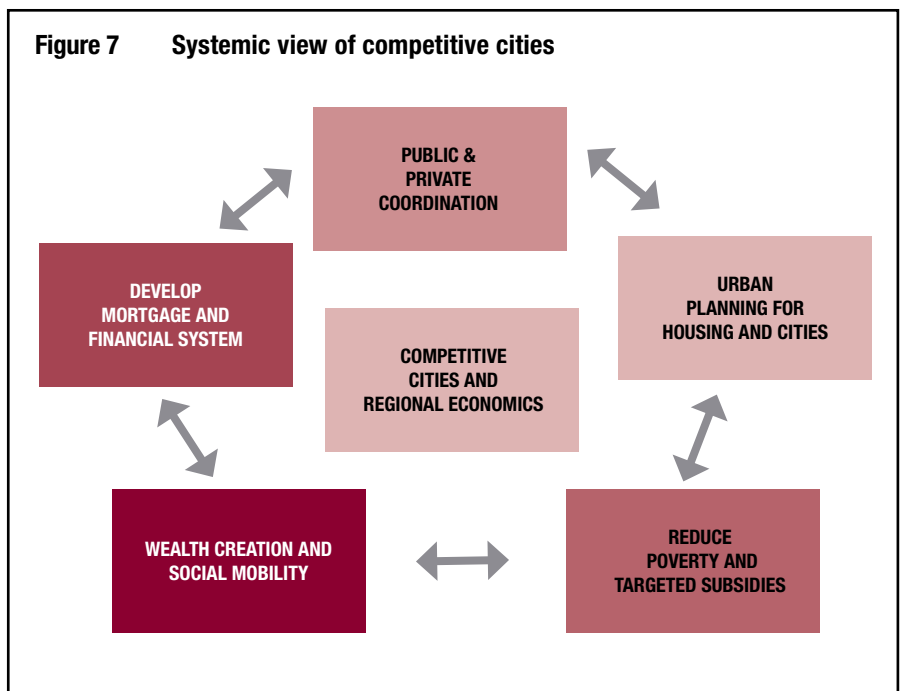 Figure 7 Systemic view of competitive cities
PUBLIC &
PRIVATE
COORDINATION
DEVELOP
MORTGAGE AND
FINANCIAL SYSTEM
URBAN
PLANNING FOR
HOUSING AND CITIES
COMPETITIVE
CITIES AND
REGIONAL ECONOMICS
WEALTH CREATION AND
SOCIAL MOBILITY
REDUCE
POVERTY AND
TARGETED SUBSIDIES